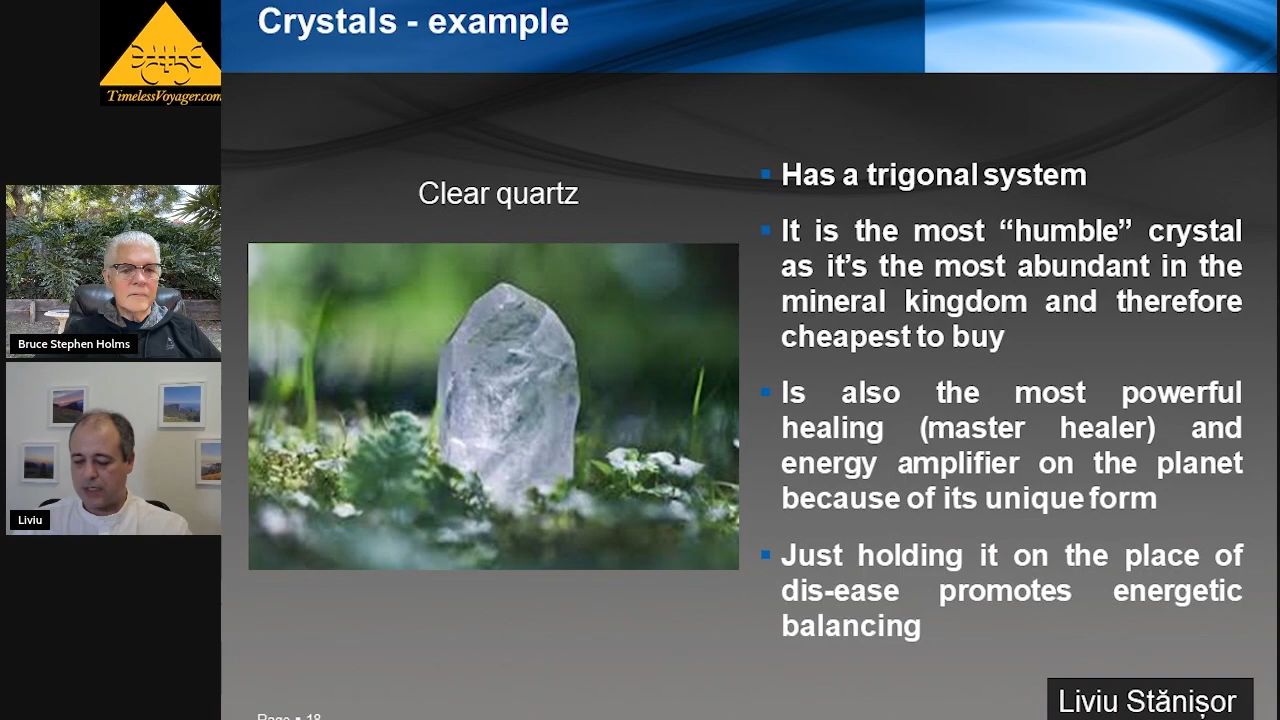 Crystals - example
TimelessVoyager.com
Clear quartz
Has a trigonal system
It is the most “humble” crystal
as it’s the most abundant in the
mineral kingdom and therefore
cheapest to buy
Is also the most powerful
healing (master healer) and
energy amplifier on the planet
because of its unique form
Just holding it on the place of
dis-ease promotes energetic
balancing
Bruce Stephen Holms
Liviu
Page ▪ 18
Liviu Stănișor